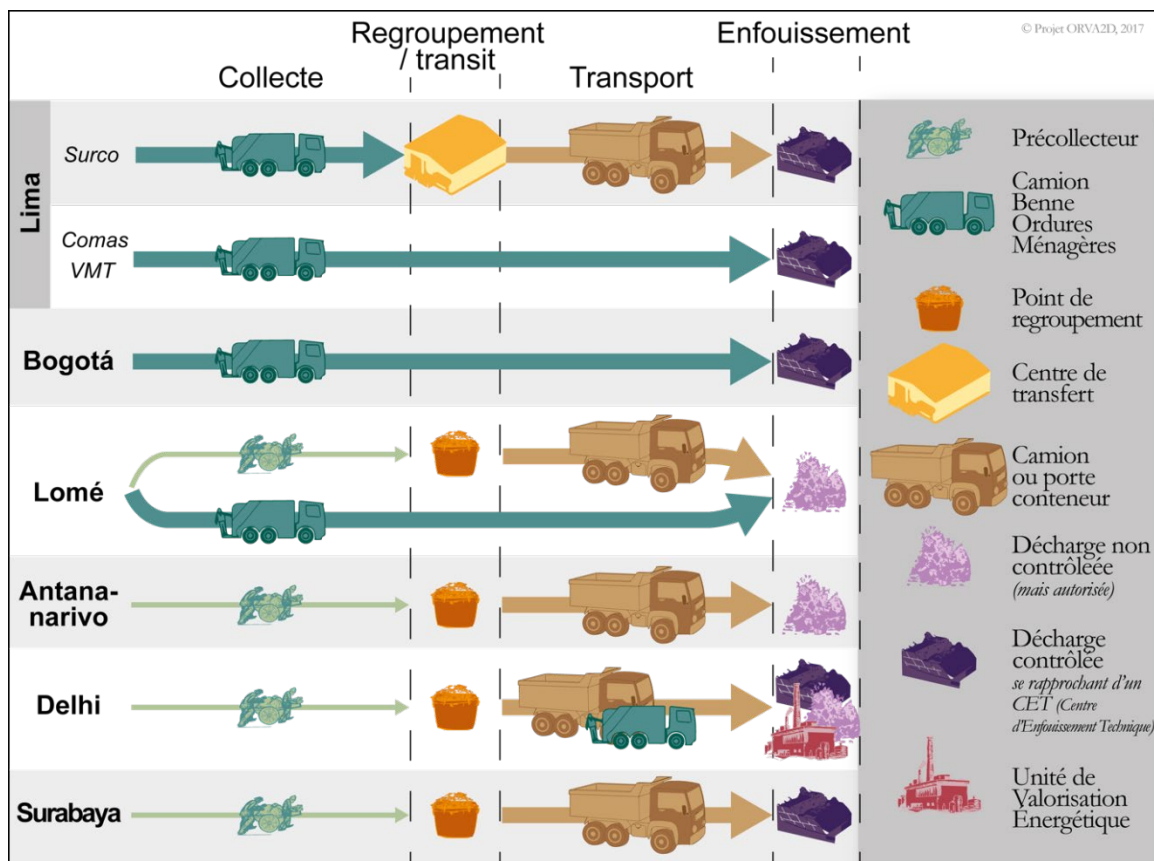 © Projet ORVA2D, 2017
Regroupement
/ transit
Enfouissement
Collecte
Transport
Lima
Surco
Comas
VMT
Bogotá
Lomé
Antana-
narivo
Delhi
Surabaya
Précollecteur
Camion
Benne
Ordures
Ménagères
Point de
regroupement
Centre de
transfert
Camion
ou porte
conteneur
Décharge non
contrôleée
(mais autorisée)
Décharge
contrôlée
se rapprochant d'un
CET (Centre
d'Enfouissement Technique)
Unité de
Valorisation
Energétique